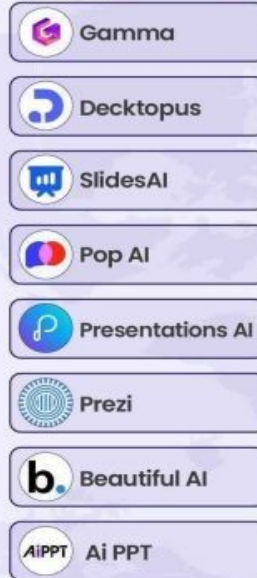 Gamma
Decktopus
SlidesAI
Pop AI
Presentations AI
Prezi
b. Beautiful AI
AiPPT Ai PPT